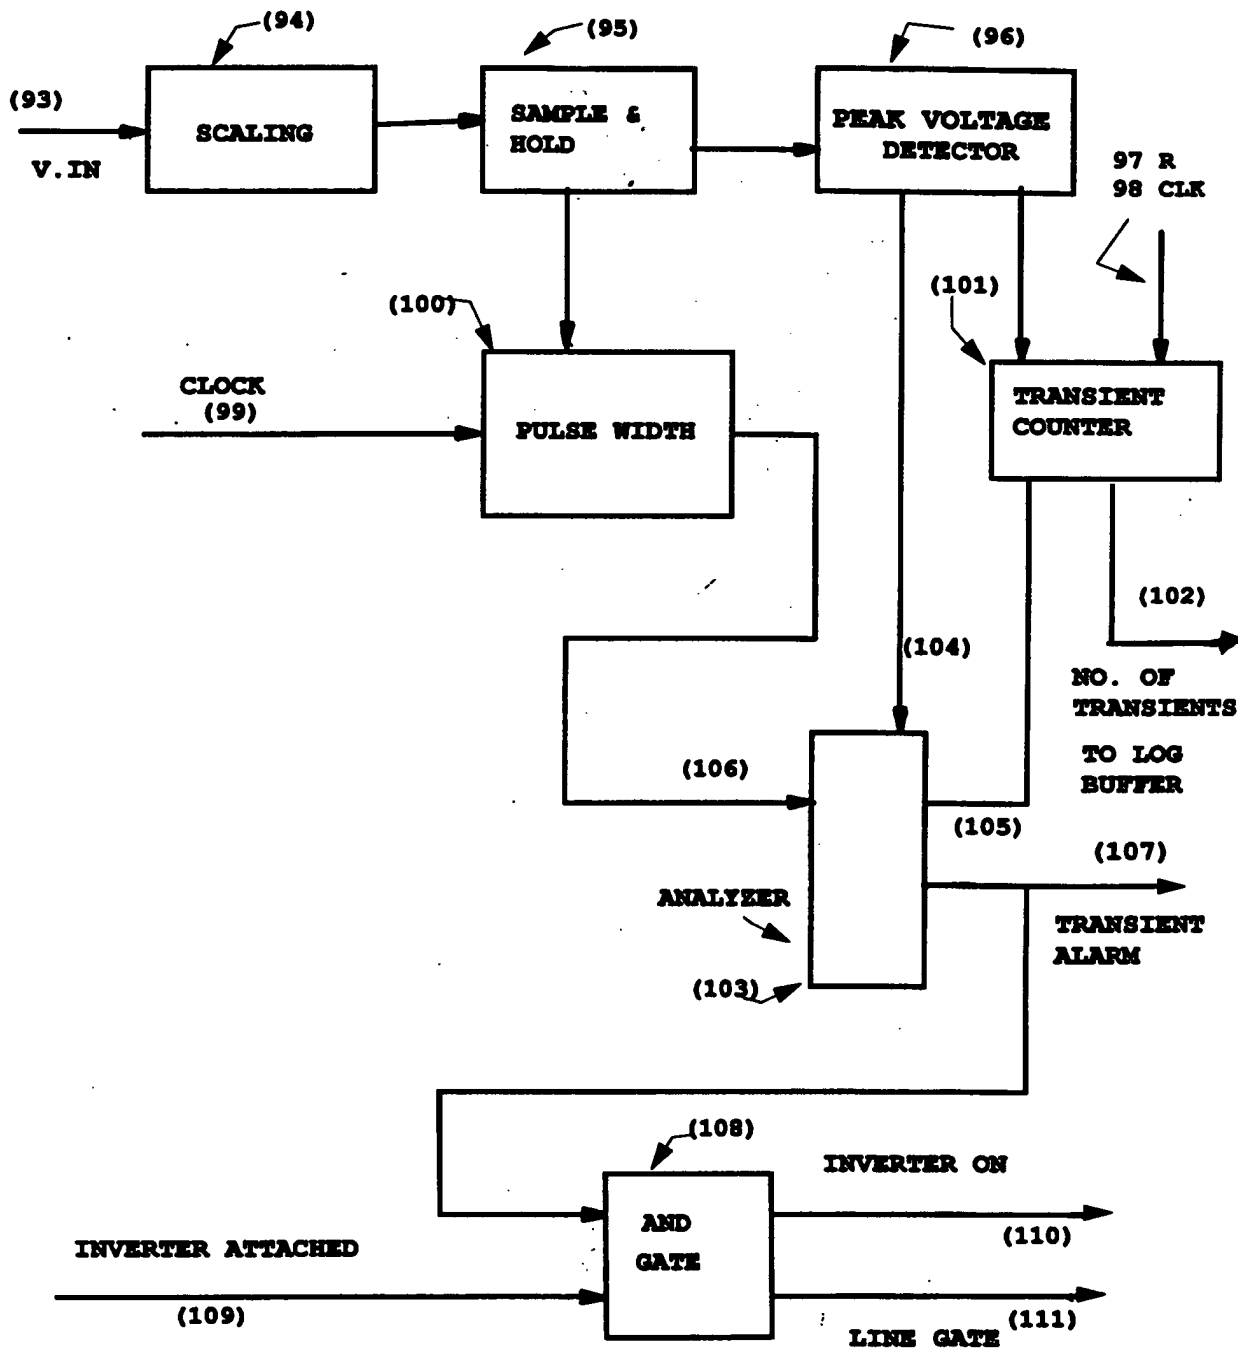 (94)
(95)
(96)
(93)
V.IN
SCALING
SAMPLE &
HOLD
PEAK VOLTAGE
DETECTOR
97 R
98 CLK
(100)
(101)
CLOCK
(99)
PULSE WIDTH
TRANSIENT
COUNTER
(102)
(104)
NO. OF
TRANSIENTS
TO LOG
BUFFER
(106)
(105)
(107)
ANALYZER
TRANSIENT
ALARM
(103)
(108)
INVERTER ON
AND
GATE
(110)
INVERTER ATTACHED
(109)
(111)
LINE GATE